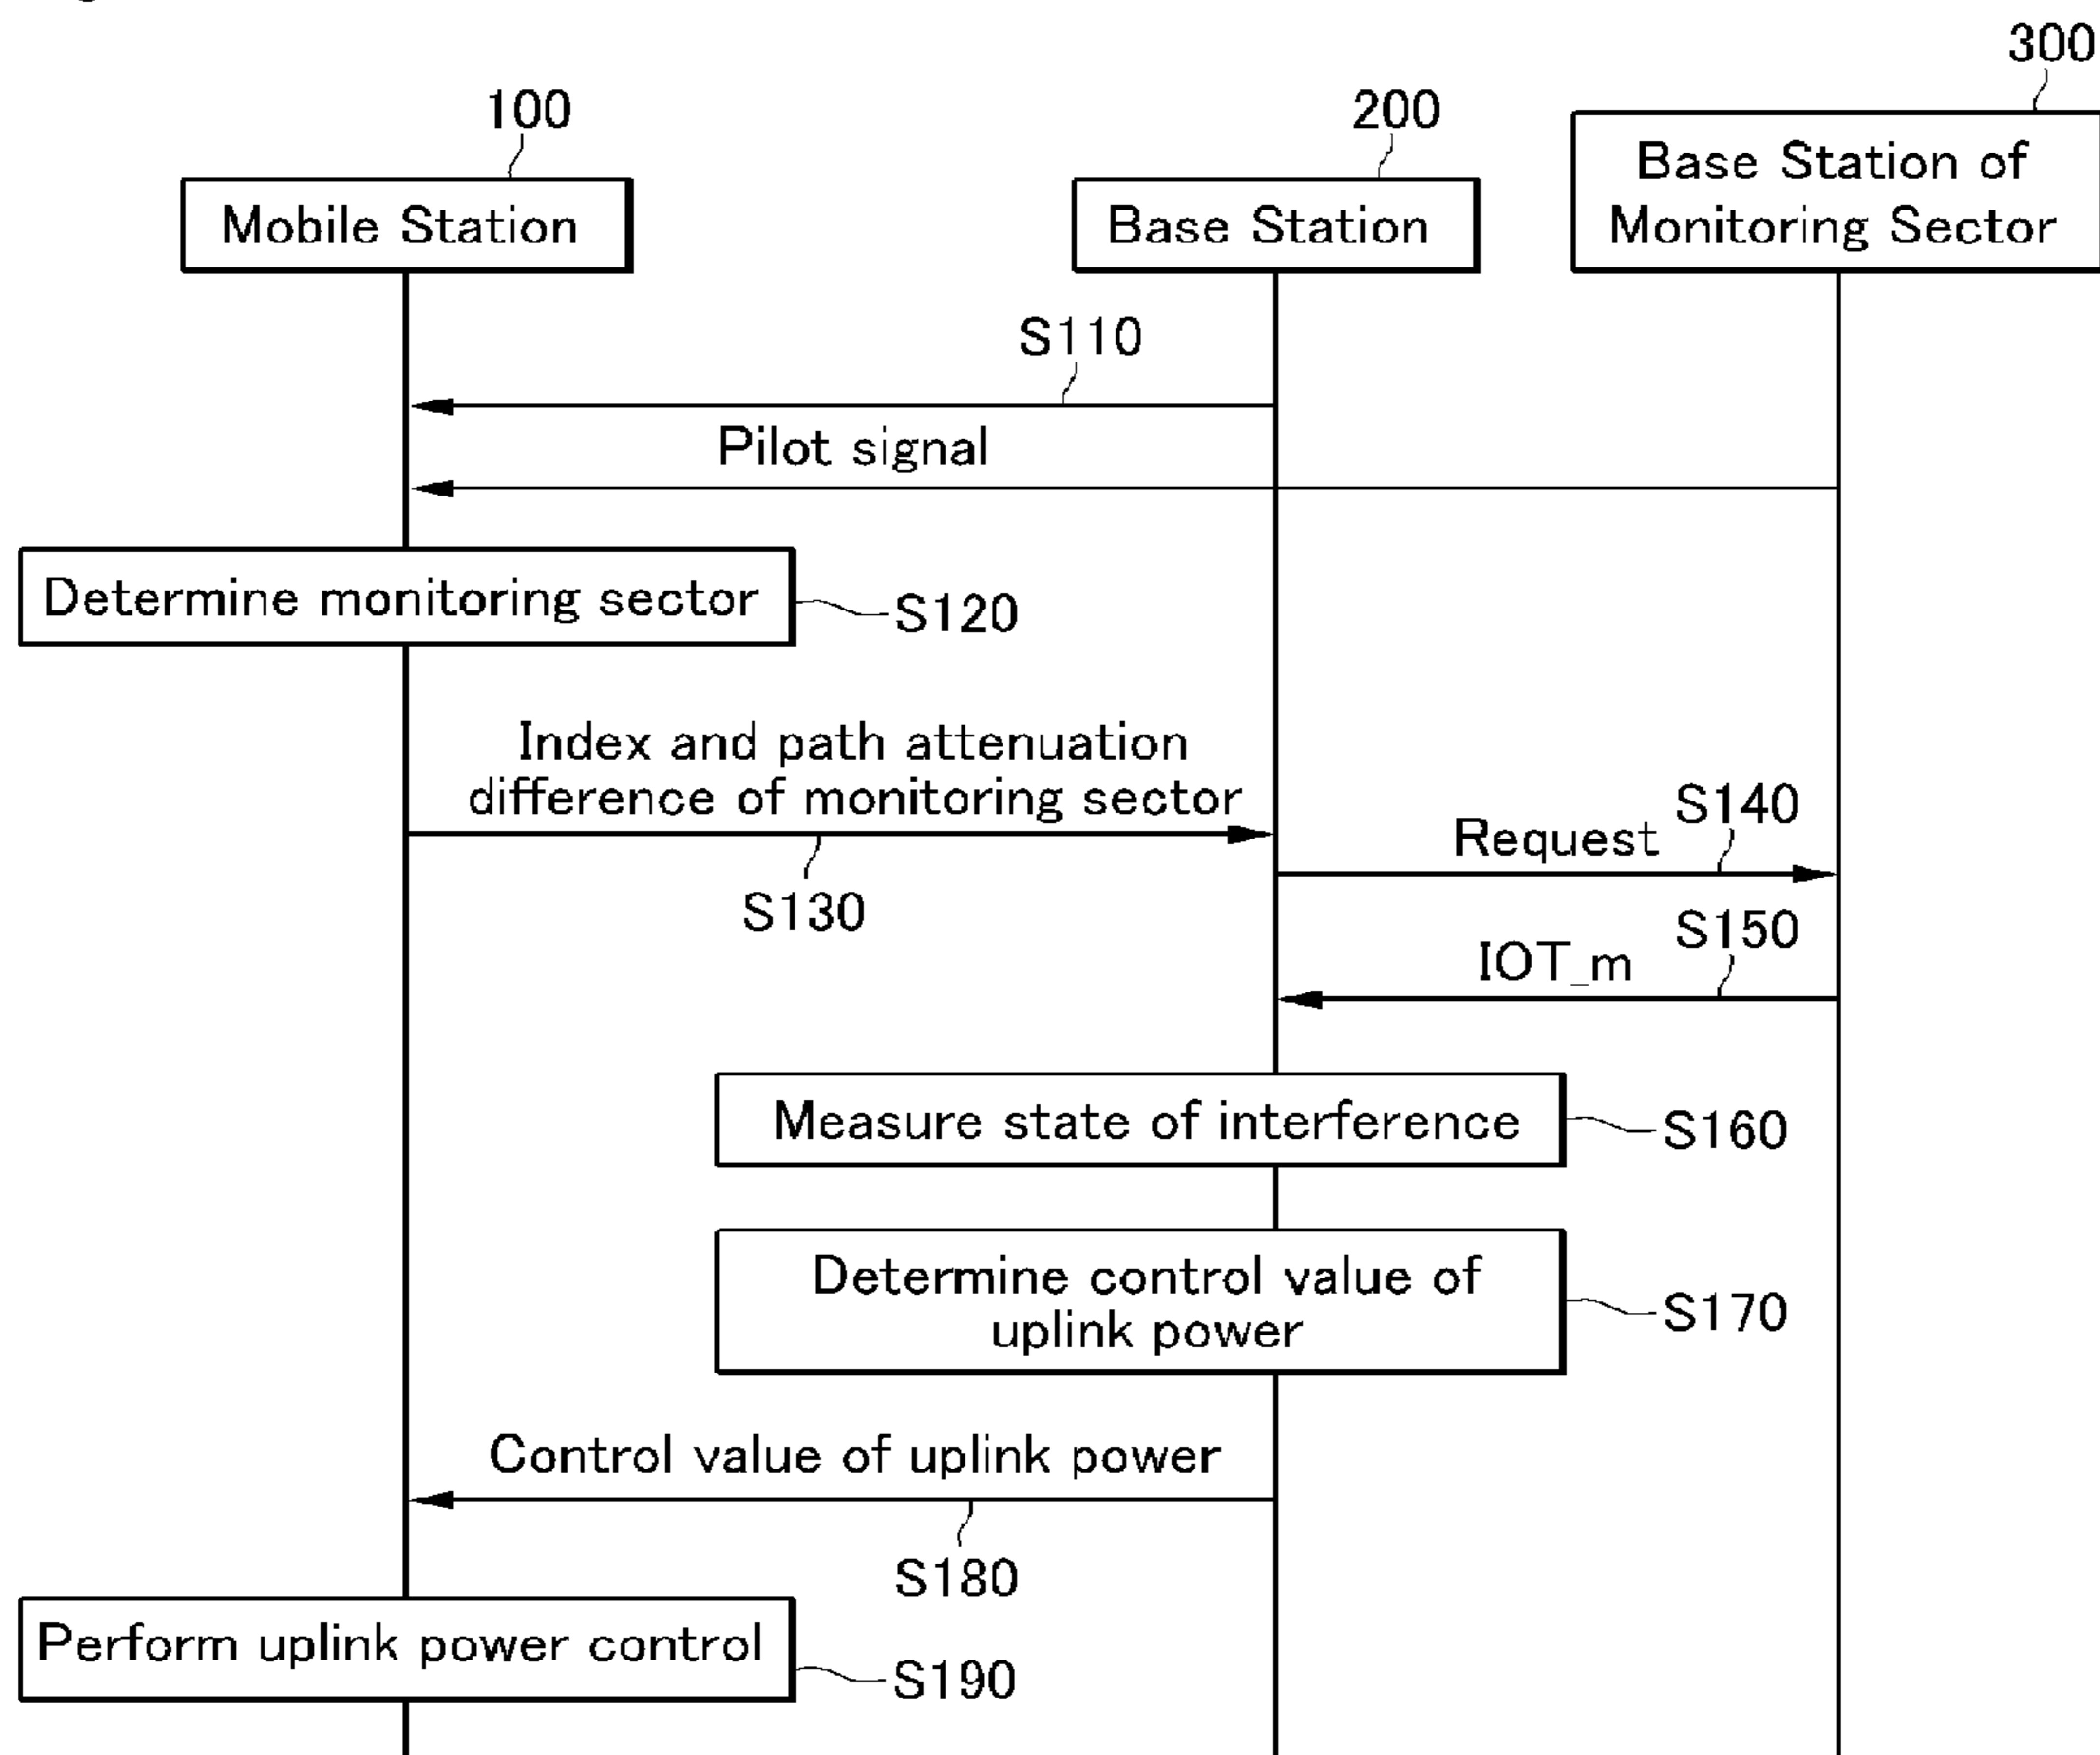 300
100
200
Base Station of
Monitoring Sector
Mobile Station
Base Station
S110
Pilot signal
Determine monitoring sector
S120
Index and path attenuation
difference of monitoring sector
S130
S140
Request
S150
IOT_m
Measure state of interference
S160
Determine control value of
uplink power
S170
Control value of uplink power
S180
Perform uplink power control
S190